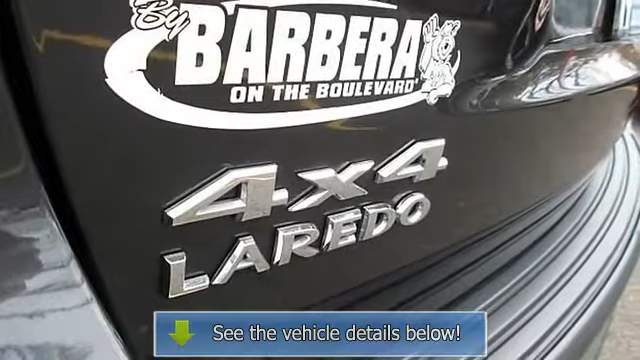 By
BARBERA
ON THE BOULEVARD
4x4
LAREDO
See the vehicle details below!